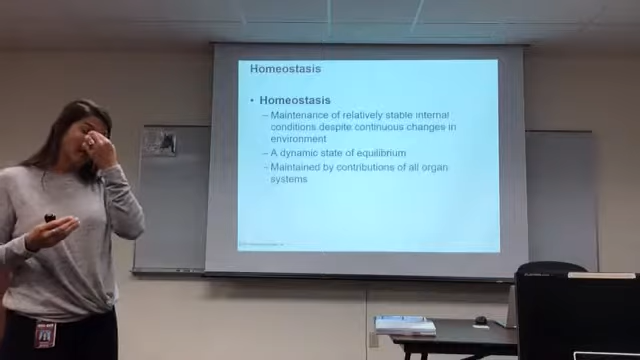 Homeostasis
• Homeostasis
– Maintenance of relatively stable internal
conditions despite continuous changes in
environment
– A dynamic state of equilibrium
– Maintained by contributions of all organ
systems